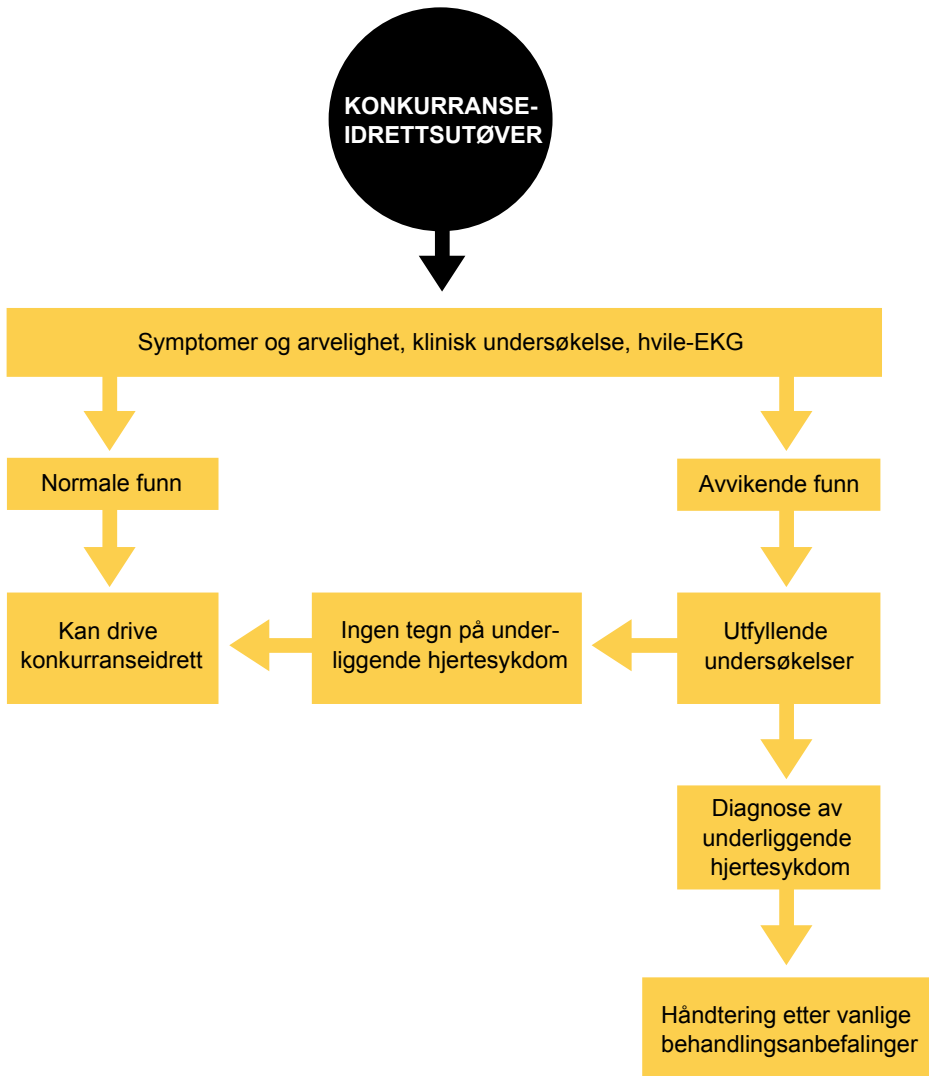 KONKURRANSE-
IDRETTSUTØVER
Symptomer og arvelighet, klinisk undersøkelse, hvile-EKG
Normale funn
Avvikende funn
Kan drive
konkurranseidrett
Ingen tegn på under-
liggende hjertesykdom
Utfyllende
undersøkelser
Diagnose av
underliggende
hjertesykdom
Håndtering etter vanlige
behandlingsanbefalinger